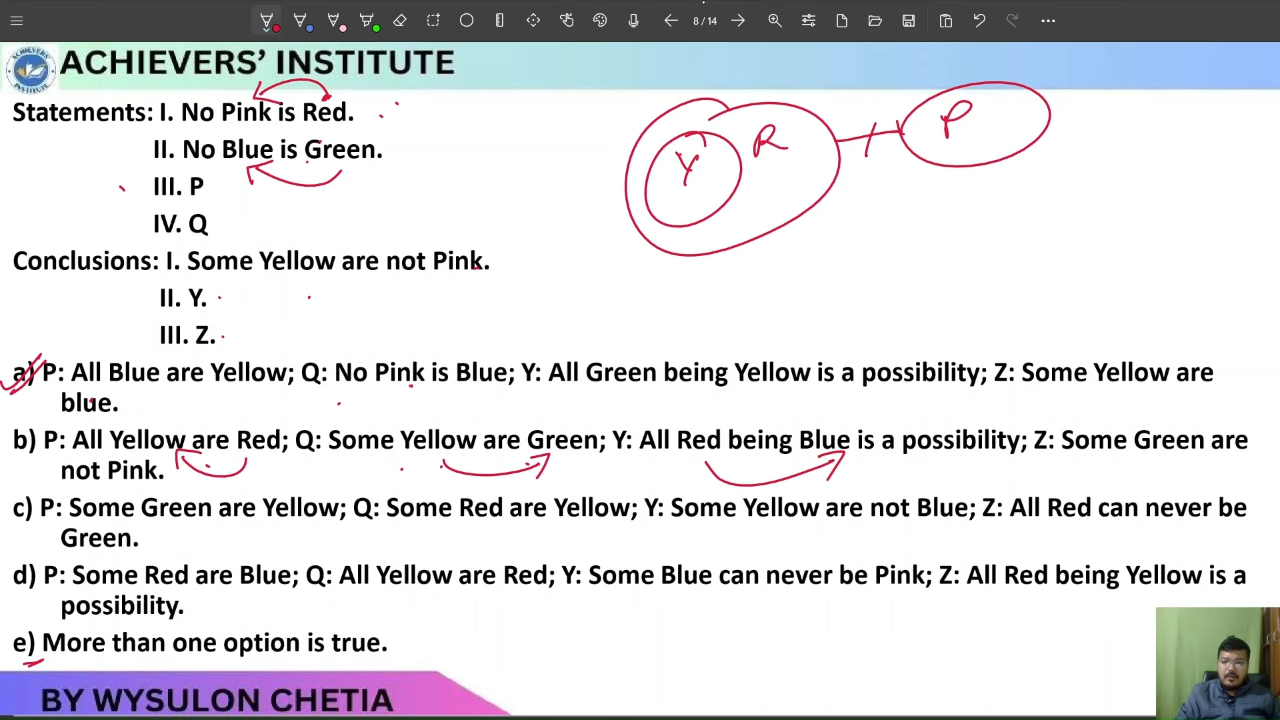 8/14
ACHIEVERS' INSTITUTE
Statements: I. No Pink is Red.
II. No Blue is Green.
III. P
IV. Q
Conclusions: I. Some Yellow are not Pink.
II. Y.
III. Z.
a) P: All Blue are Yellow; Q: No Pink is Blue; Y: All Green being Yellow is a possibility; Z: Some Yellow are
blue.
b) P: All Yellow are Red; Q: Some Yellow are Green; Y: All Red being Blue is a possibility; Z: Some Green are
not Pink.
c) P: Some Green are Yellow; Q: Some Red are Yellow; Y: Some Yellow are not Blue; Z: All Red can never be
Green.
d) P: Some Red are Blue; Q: All Yellow are Red; Y: Some Blue can never be Pink; Z: All Red being Yellow is a
possibility.
e) More than one option is true.
Y R P
BY WYSULON CHETIA